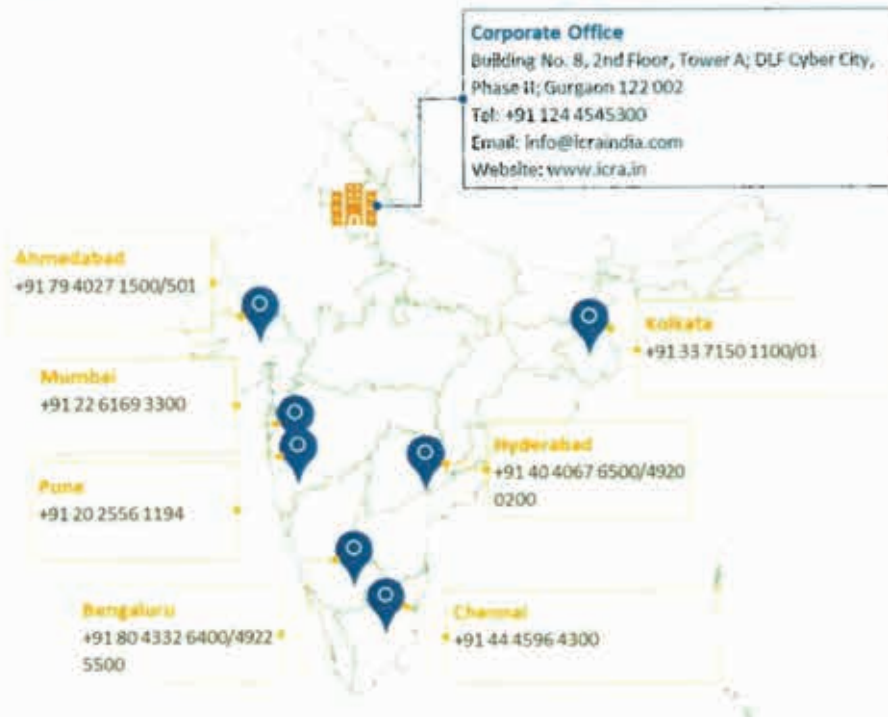 Corporate Office
Building No. 8, 2nd Floor, Tower A; DLF Cyber City,
Phase II; Gurgaon 122 002
Tel: +91 124 4545300
Email: info@icraindia.com
Website: www.icra.in
Ahmedabad
+91 79 4027 1500/501
Kolkata
+91 33 7150 1100/01
Mumbai
+91 22 6169 3300
Hyderabad
+91 40 4067 6500/4920
0200
Pune
+91 20 2556 1194
Bengaluru
+91 80 4332 6400/4922
5500
Chennai
+91 44 4596 4300